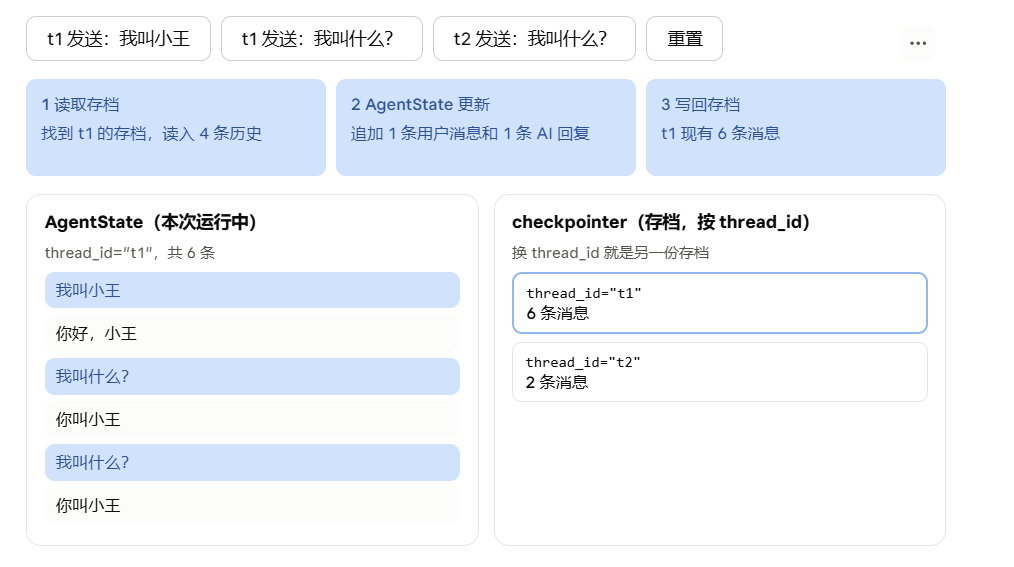 t1 发送：我叫小王
t1 发送：我叫什么？
t2 发送：我叫什么？
重置
1 读取存档
找到 t1 的存档，读入 4 条历史
2 AgentState 更新
追加 1 条用户消息和 1 条 AI 回复
3 写回存档
t1 现有 6 条消息
AgentState（本次运行中）
thread_id="t1"，共 6 条
我叫小王
你好，小王
我叫什么？
你叫小王
我叫什么？
你叫小王
checkpointer（存档，按 thread_id）
换 thread_id 就是另一份存档
thread_id="t1"
6 条消息
thread_id="t2"
2 条消息